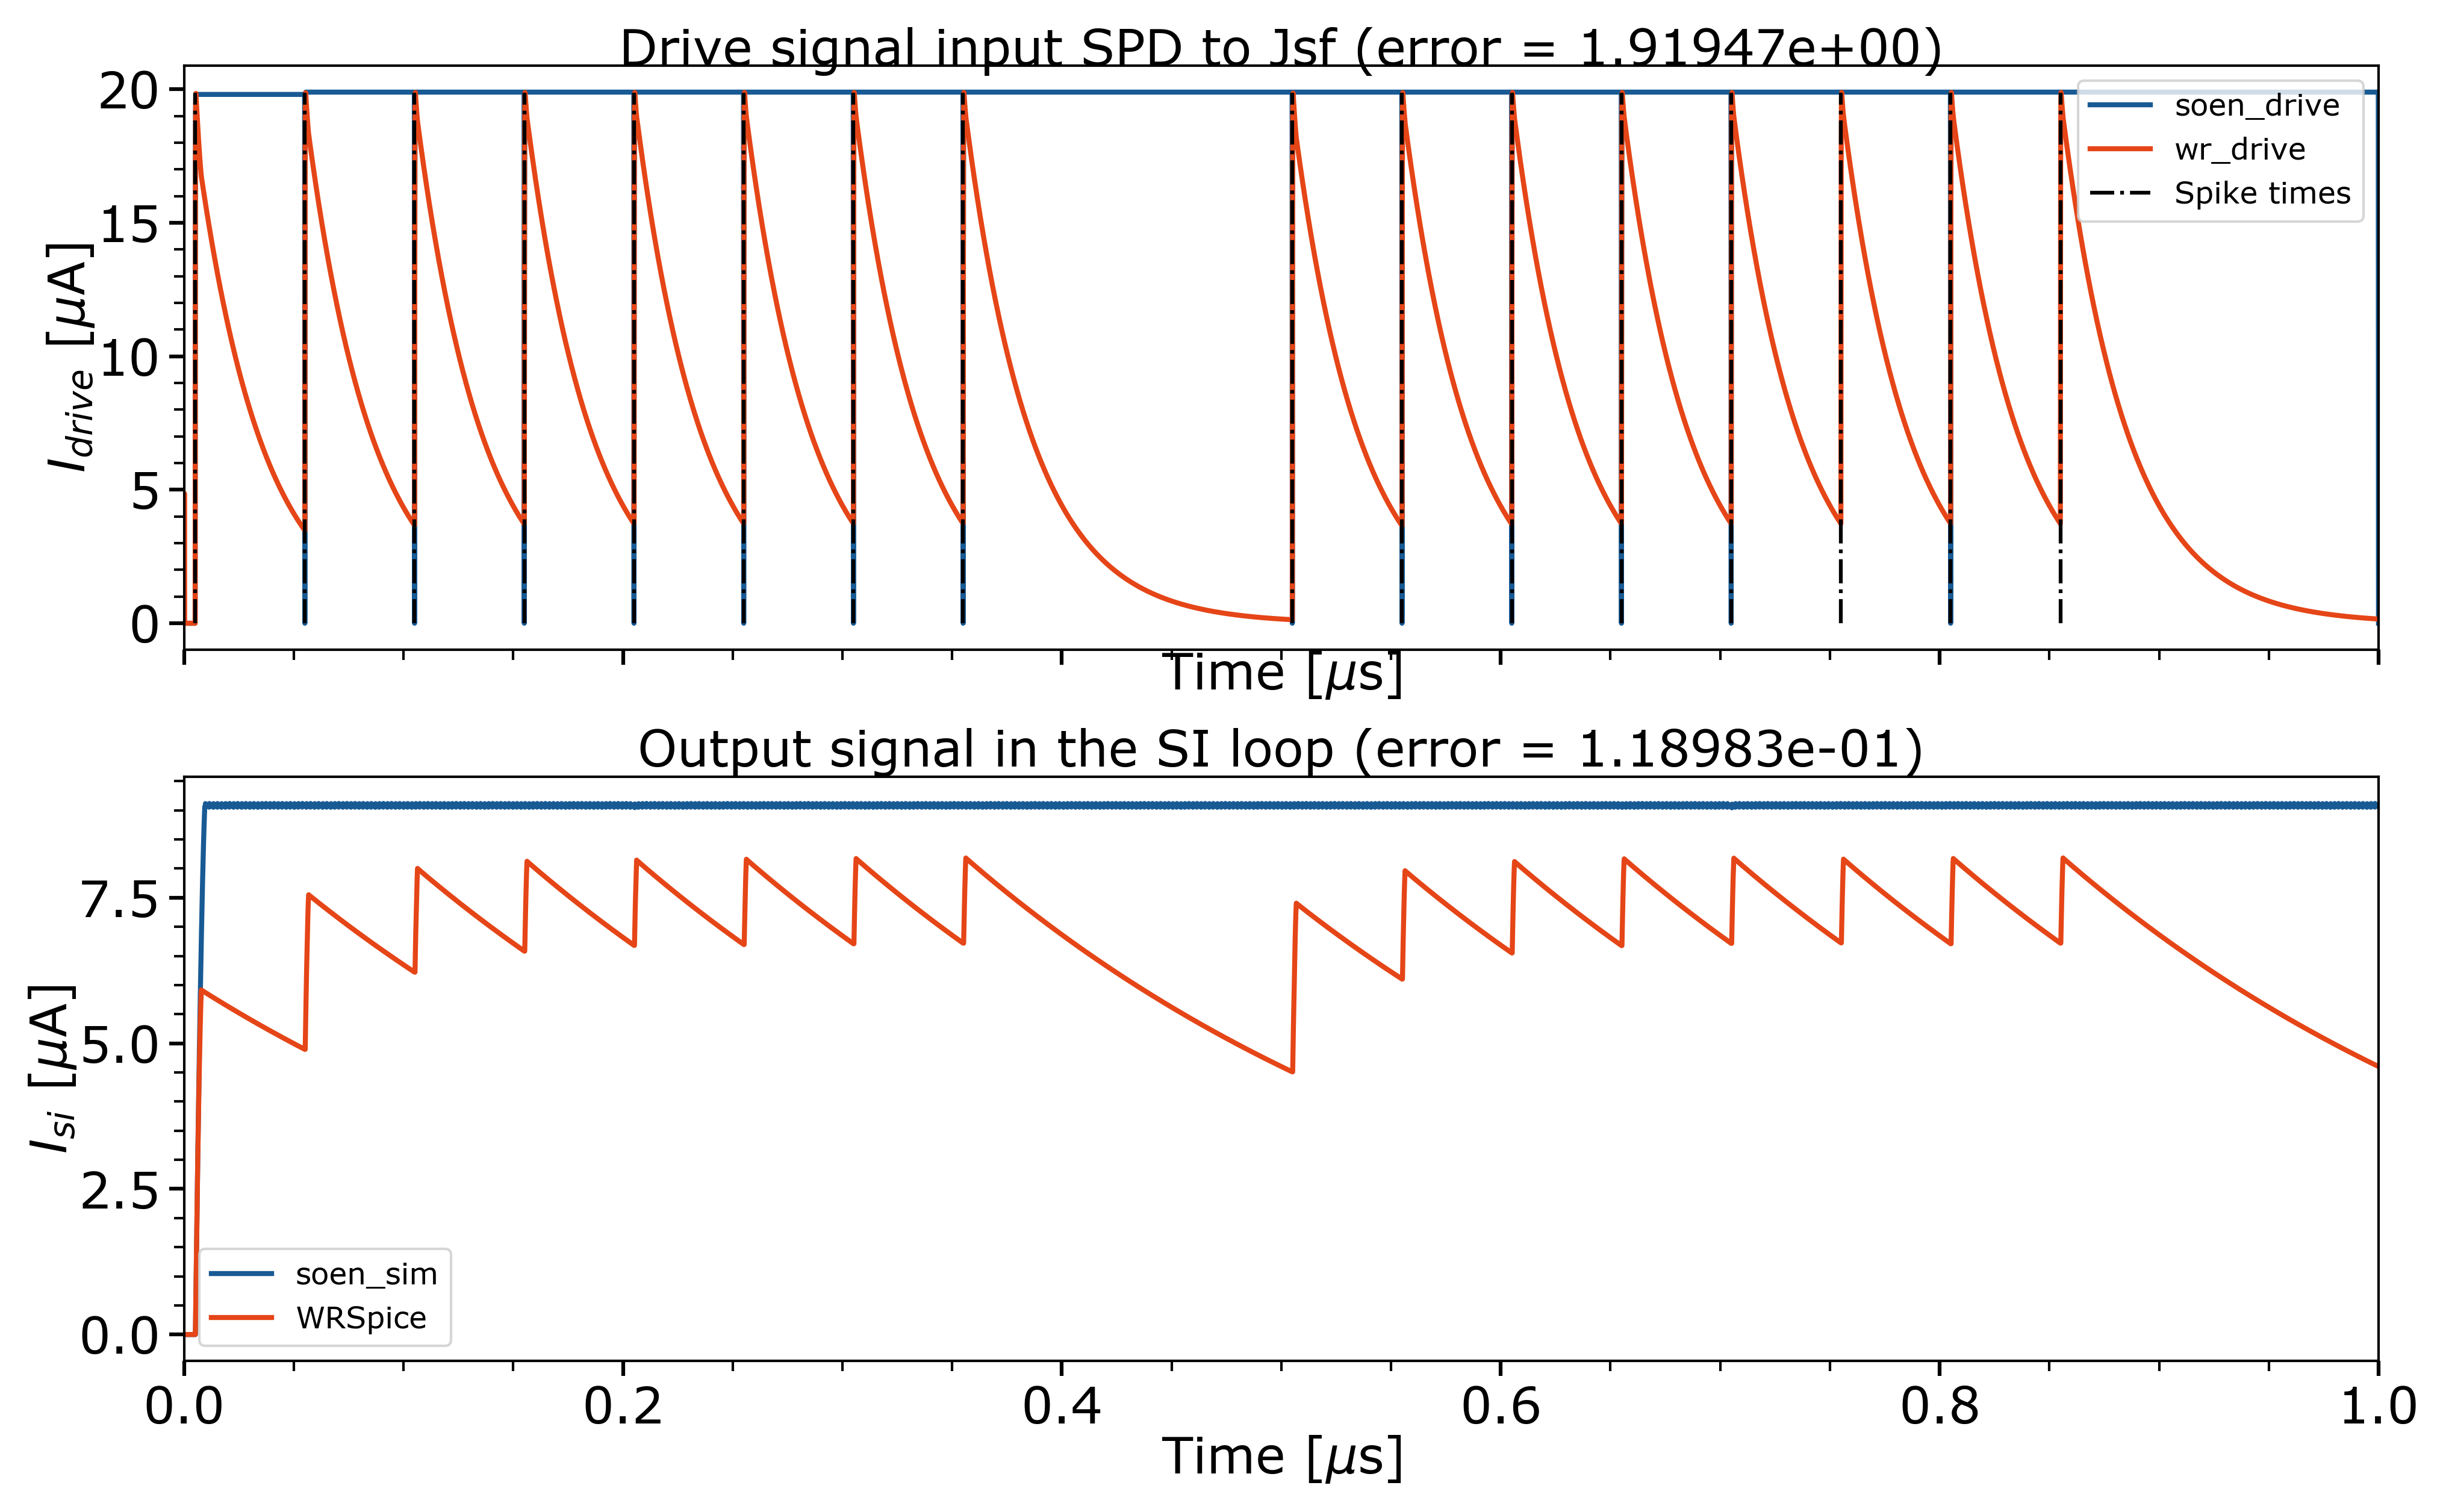 Drive signal input SPD to Jsf (error = 1.91947e+00)
20
15
10
5
0
I_drive [μA]
soen_drive
wr_drive
Spike times
Time [μs]
Output signal in the SI loop (error = 1.18983e-01)
7.5
5.0
2.5
0.0
I_si [μA]
soen_sim
WRSpice
0.0 0.2 0.4 0.6 0.8 1.0
Time [μs]